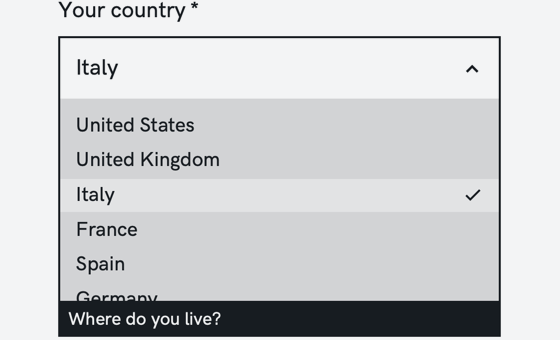 Your country *
Italy
United States
United Kingdom
Italy
France
Spain
Germany
Where do you live?